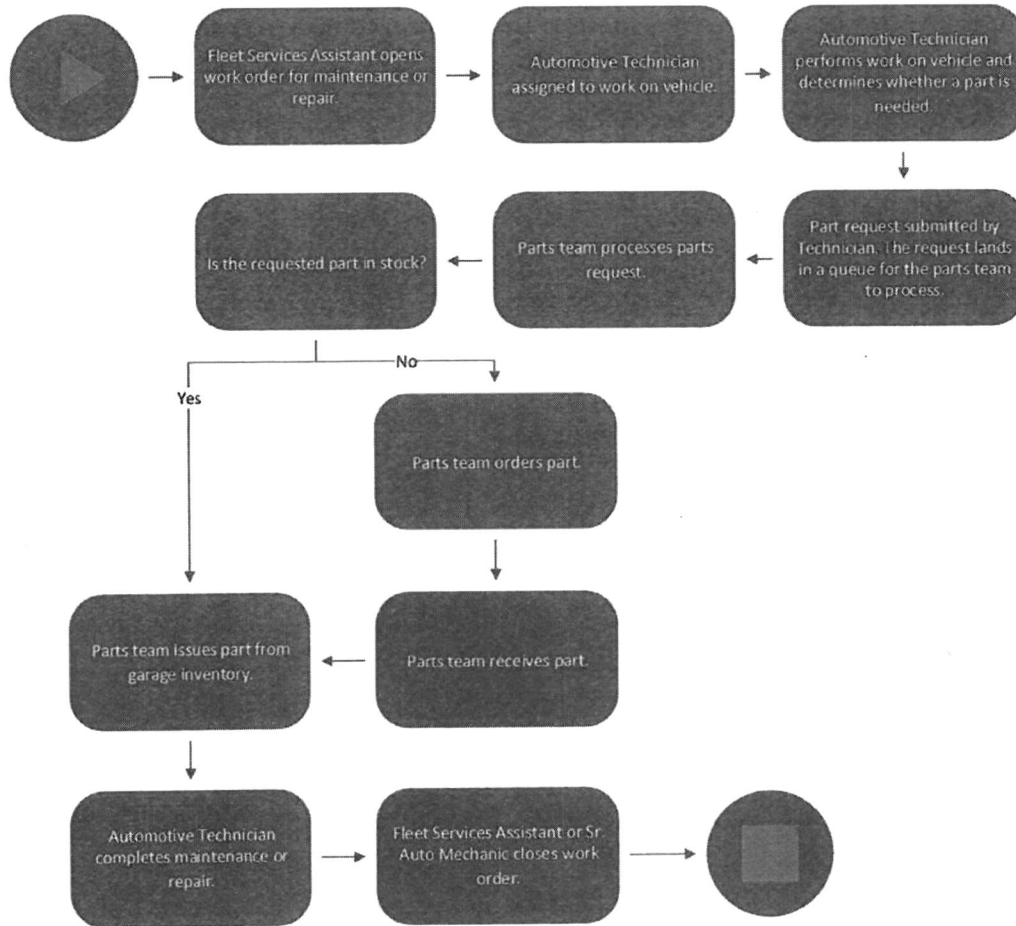 Fleet Services Assistant opens
work order for maintenance or
repair.
Automotive Technician
assigned to work on vehicle.
Automotive Technician
performs work on vehicle and
determines whether a part is
needed.
Part request submitted by
Technician. The request lands
in a queue for the parts team
to process.
Parts team processes parts
request.
Is the requested part in stock?
No
Yes
Parts team orders part.
Parts team receives part.
Parts team issues part from
garage inventory.
Automotive Technician
completes maintenance or
repair.
Fleet Services Assistant or Sr.
Auto Mechanic closes work
order.